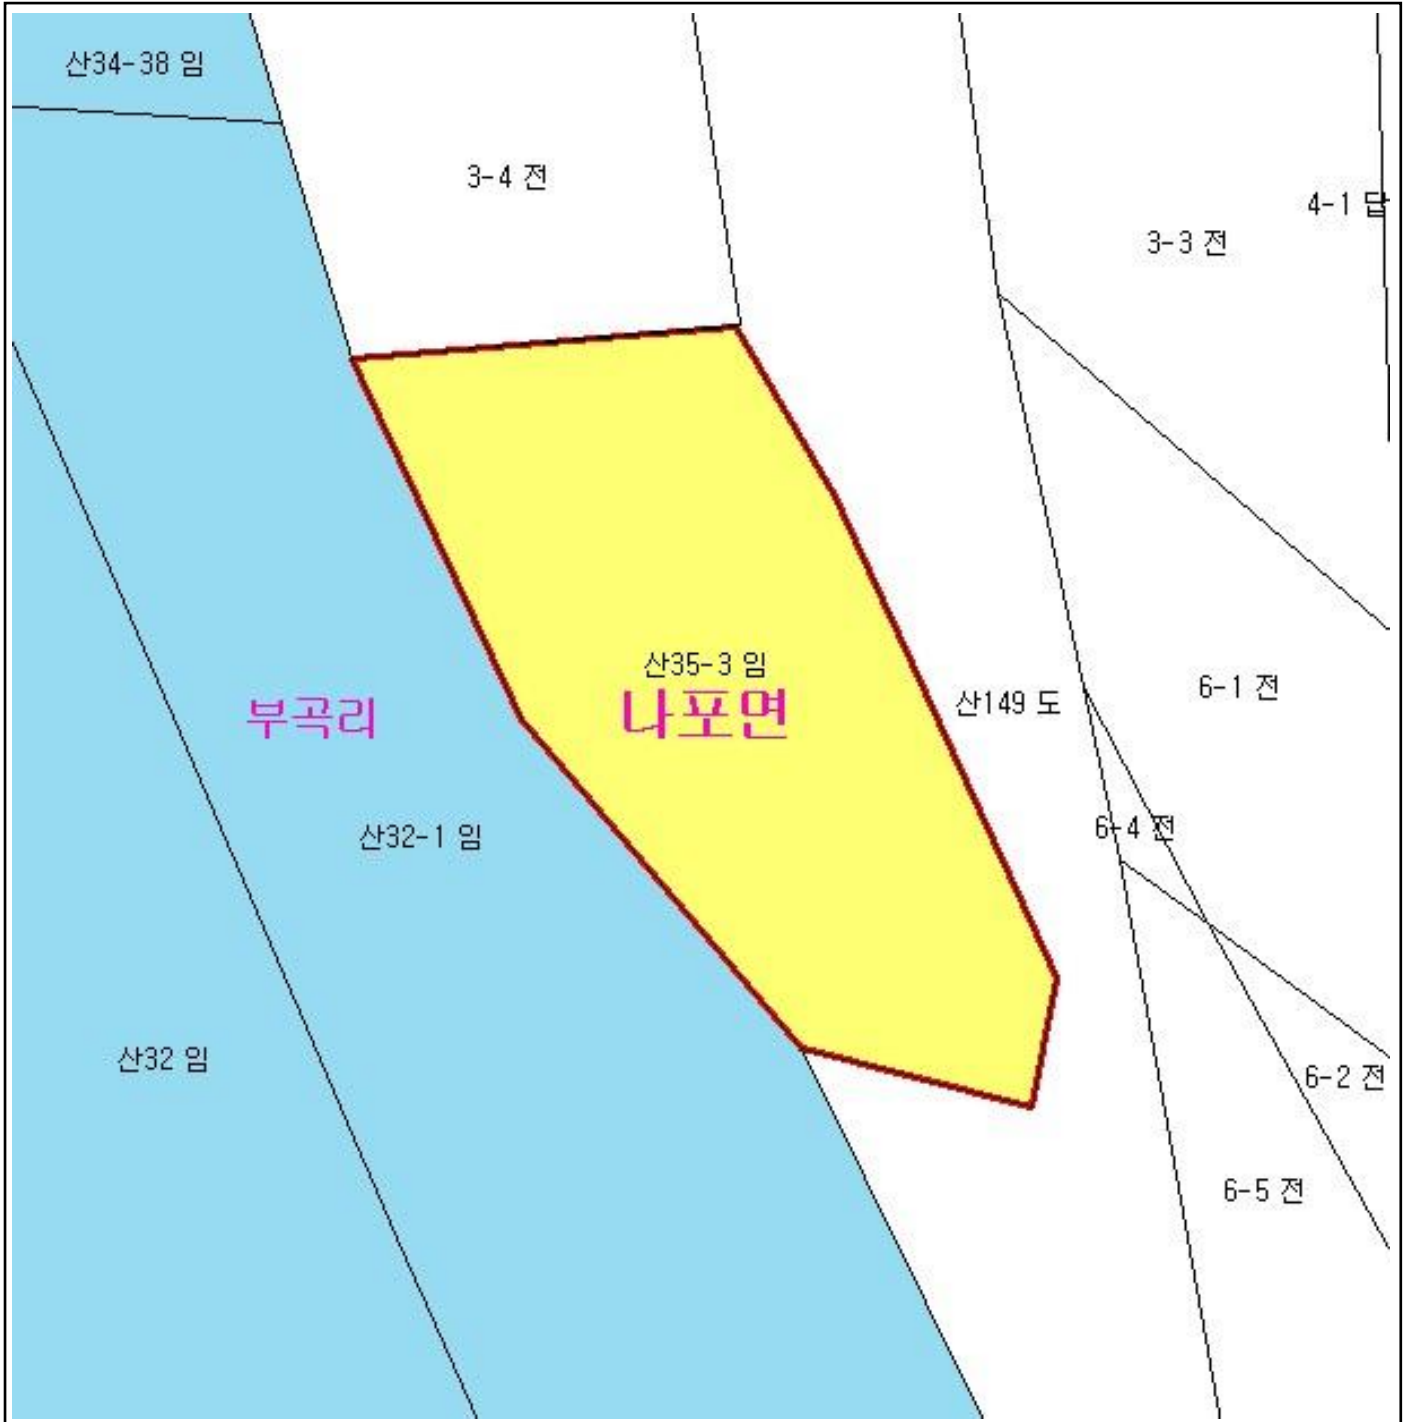 산34-38 임
3-4 전
4-1 답
3-3 전
산35-3 임
나포면
부곡리
산149 도
6-1 전
산32-1 임
6-4 전
산32 임
6-2 전
6-5 전